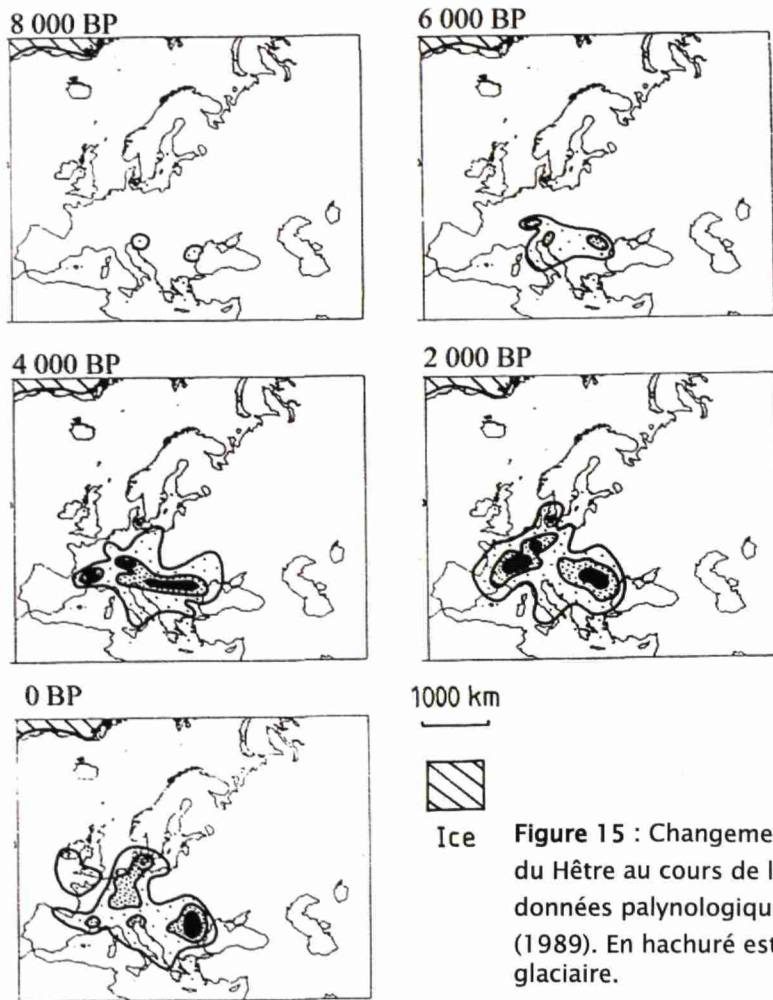 8 000 BP
6 000 BP
4 000 BP
2 000 BP
0 BP
1000 km
Ice
Figure 15 : Changeme
du Hêtre au cours de l
données palynologiqu
(1989). En hachuré est
glaciaire.